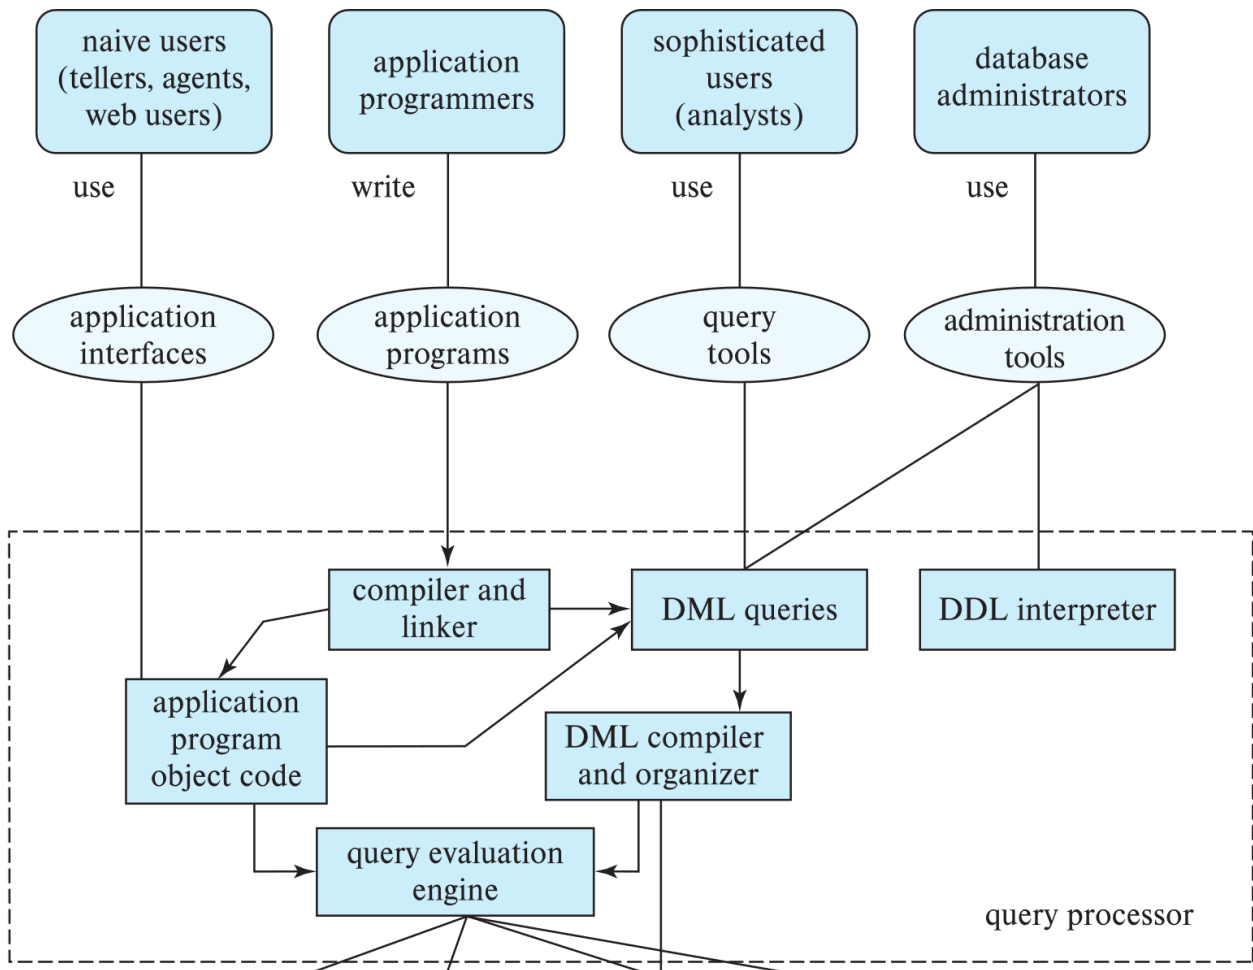 naive users
(tellers, agents,
web users)
application
programmers
sophisticated
users
(analysts)
database
administrators
use
write
use
use
application
interfaces
application
programs
query
tools
administration
tools
compiler and
linker
DML queries
DDL interpreter
application
program
object code
DML compiler
and organizer
query evaluation
engine
query processor